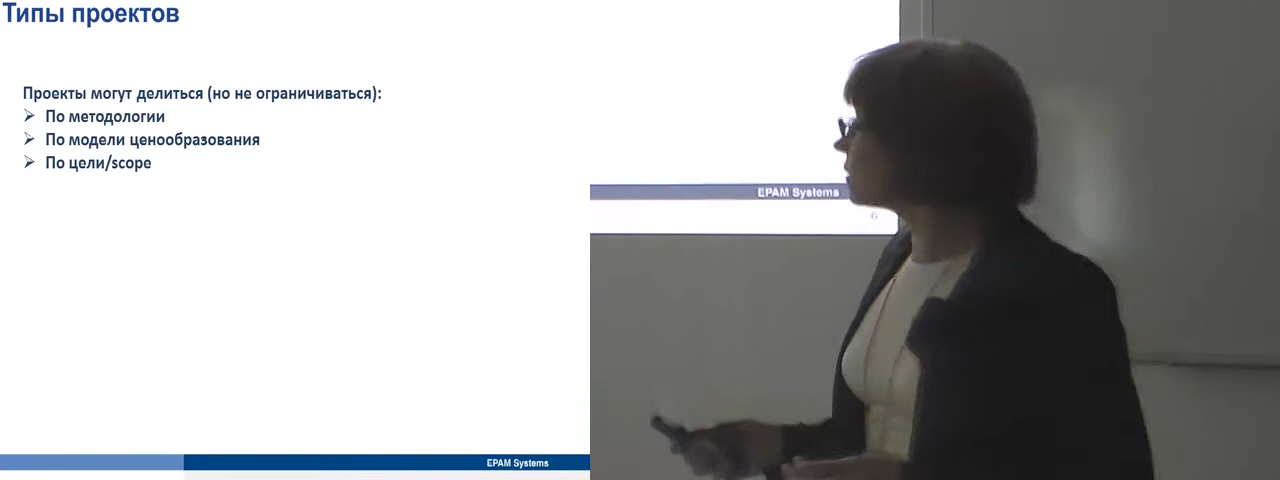 Типы проектов
Проекты могут делиться (но не ограничиваться):
По методологии
По модели ценообразования
По цели/scope
EPAM Systems
EPAM Systems
6